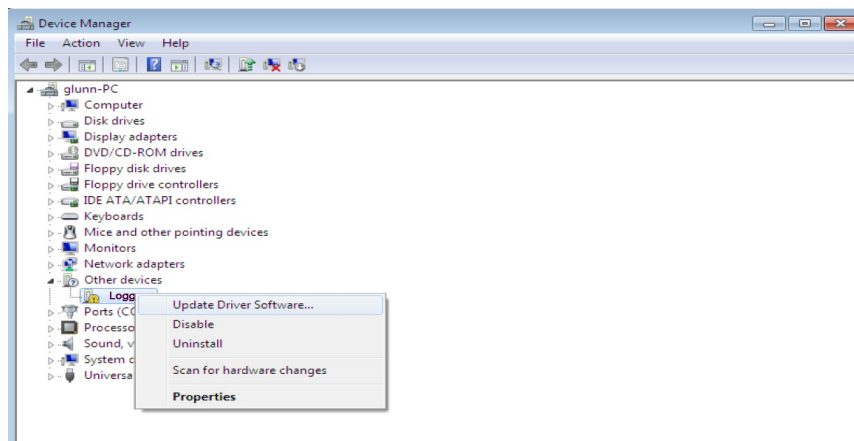 Device Manager
File Action View Help
glunn-PC
Computer
Disk drives
Display adapters
DVD/CD-ROM drives
Floppy disk drives
Floppy drive controllers
IDE ATA/ATAPI controllers
Keyboards
Mice and other pointing devices
Monitors
Network adapters
Other devices
Logg
Update Driver Software...
Ports (CO
Disable
Processo
Uninstall
Sound, v
System d
Scan for hardware changes
Universa
Properties